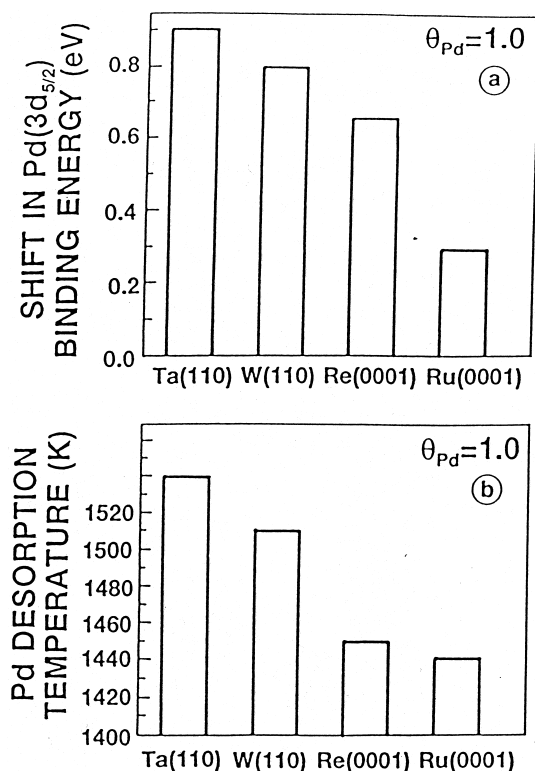 SHIFT IN Pd(3d5/2)
BINDING ENERGY (eV)
θPd=1.0
a
0.8
0.6
0.4
0.2
0.0
Ta(110) W(110) Re(0001) Ru(0001)
Pd DESORPTION
TEMPERATURE (K)
θPd=1.0
b
1520
1500
1480
1460
1440
1420
1400
Ta(110) W(110) Re(0001) Ru(0001)